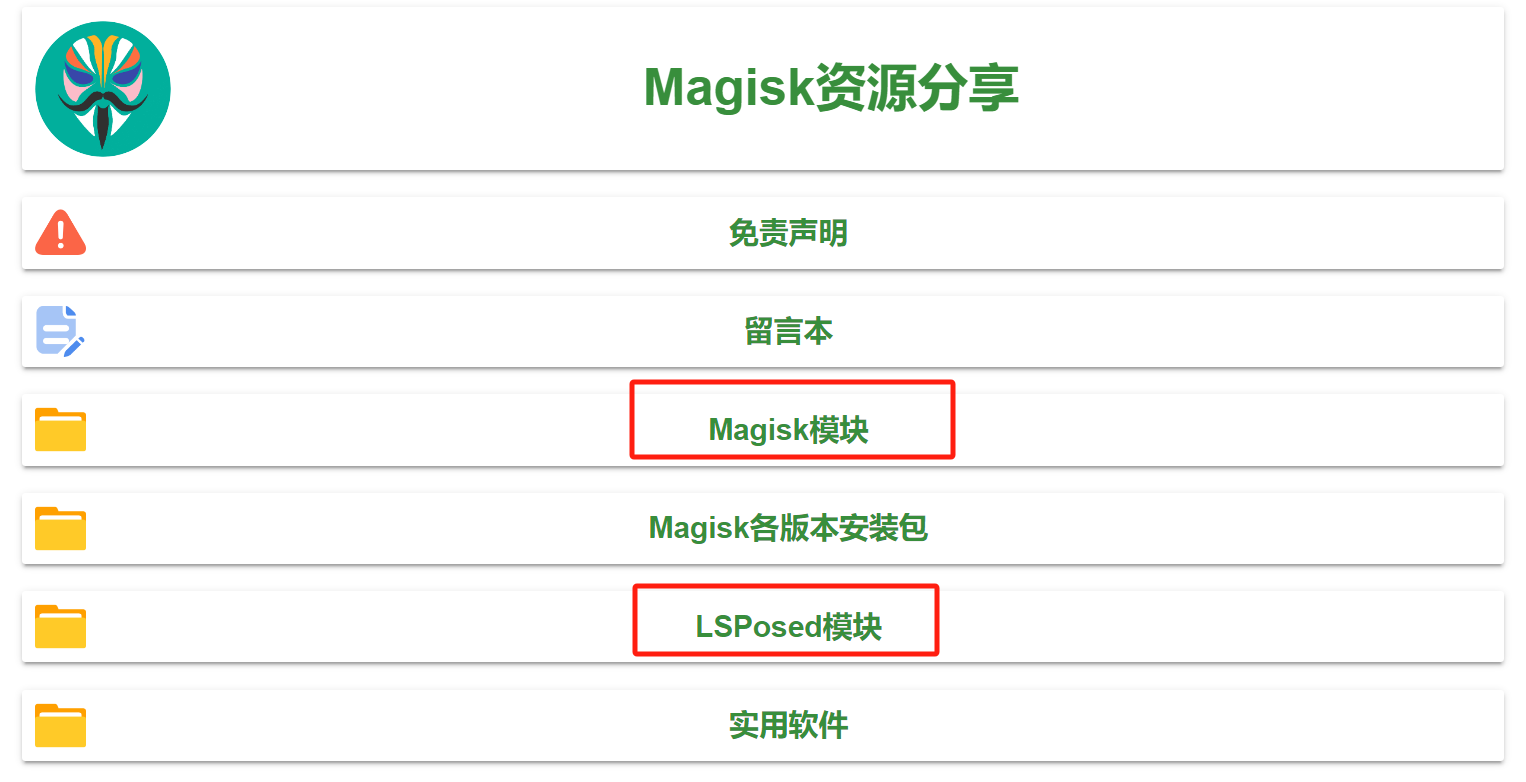 Magisk资源分享
免责声明
留言本
Magisk模块
Magisk各版本安装包
LSPosed模块
实用软件